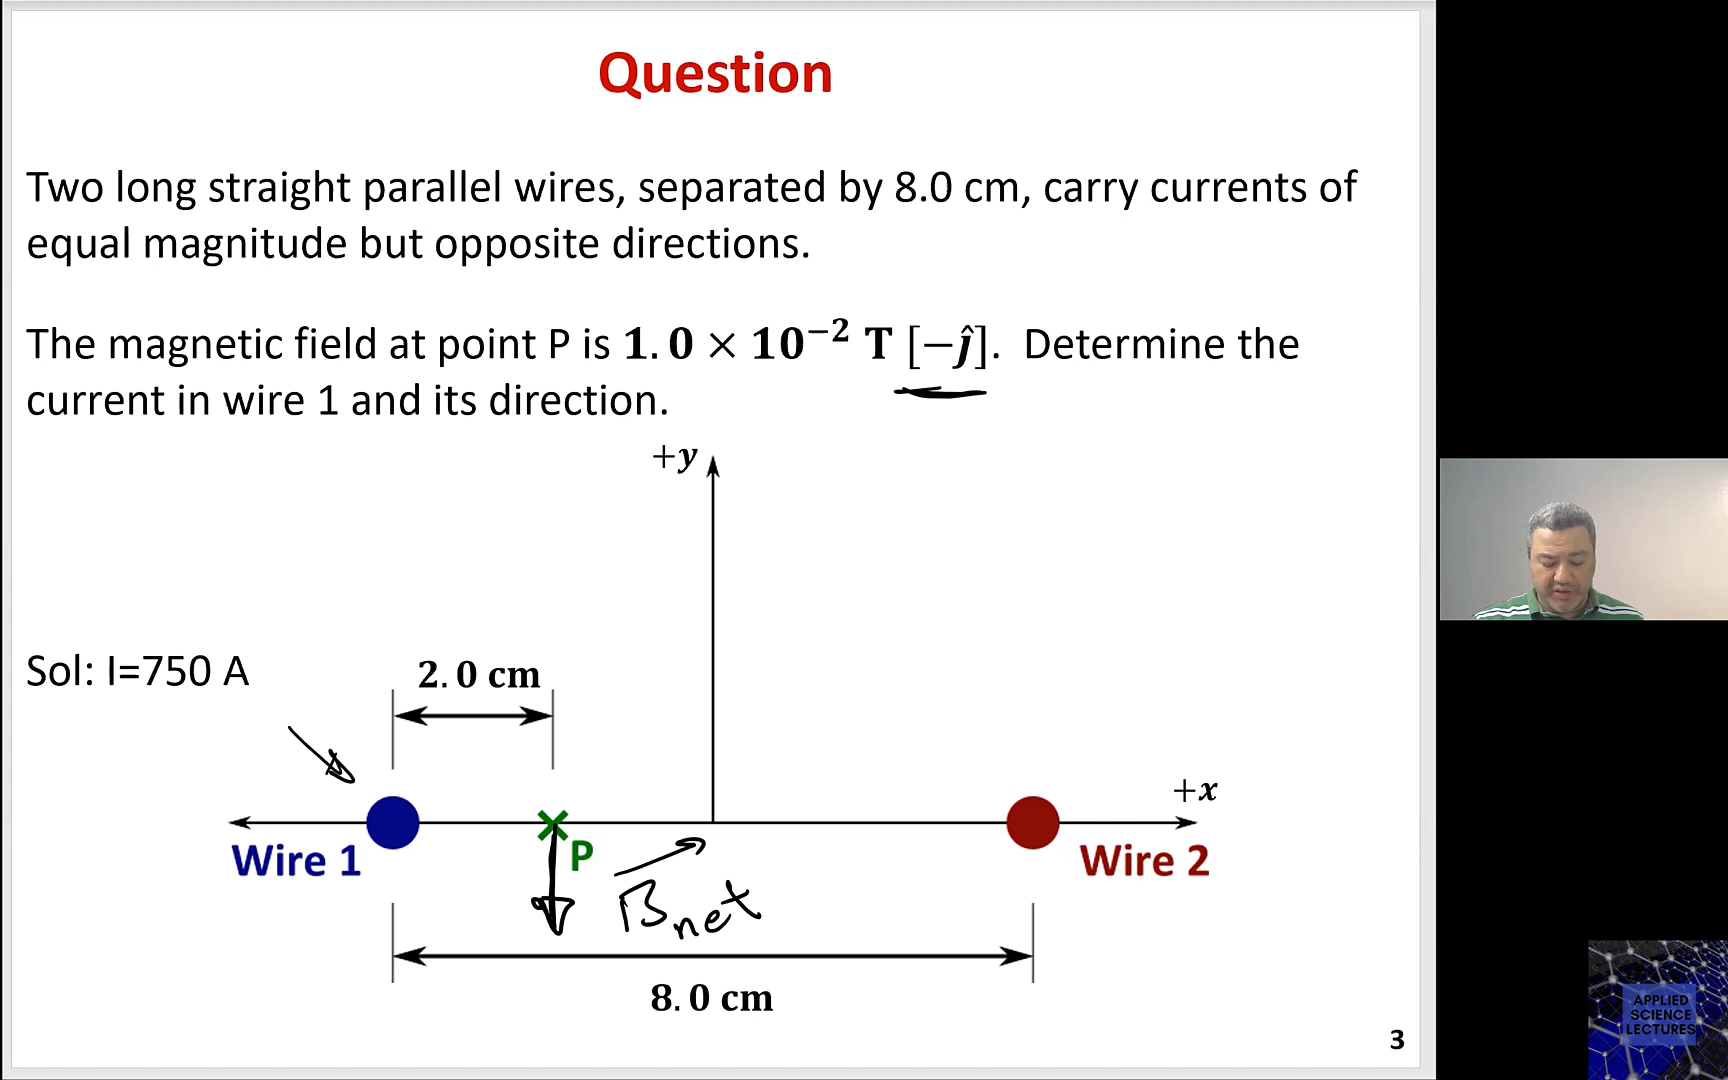 Question
Two long straight parallel wires, separated by 8.0 cm, carry currents of
equal magnitude but opposite directions.
The magnetic field at point P is 1.0 × 10⁻² T [−ĵ]. Determine the
current in wire 1 and its direction.
+y
Sol: I=750 A
2.0 cm
+x
Wire 1
P
Wire 2
Bnet
8.0 cm
3
APPLIED
SCIENCE
LECTURES